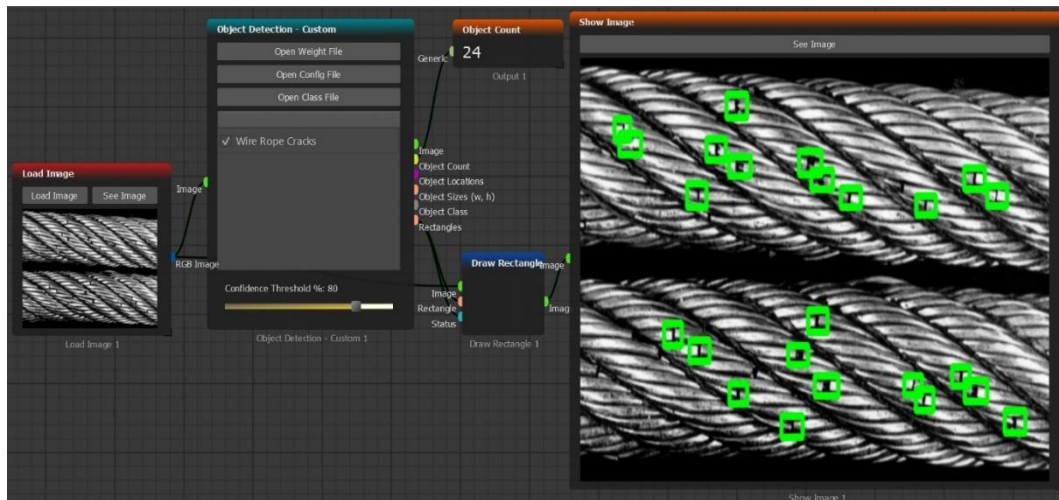 Load Image
Load Image
See Image
Image
RGB Image
Load Image 1
Object Detection - Custom
Open Weight File
Open Config File
Open Class File
✓ Wire Rope Cracks
Confidence Threshold %: 80
Image
Object Count
Object Locations
Object Sizes (w, h)
Object Class
Rectangles
Object Detection - Custom 1
Object Count
Generic
24
Output 1
Draw Rectangle
Image
Rectangle
Status
Imag
Draw Rectangle 1
Show Image
mage
See Image
Show Image 1